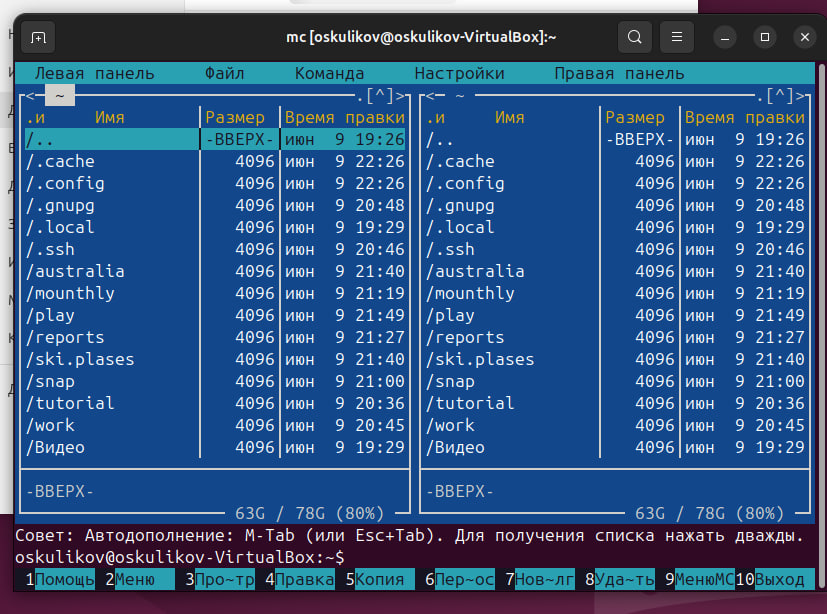 mc [oskulikov@oskulikov-VirtualBox]:~
Левая панель Файл Команда Настройки Правая панель
<─ ~ ─.[^]>
<─ ~ ─.[^]>
.и Имя Размер Время правки .и Имя Размер Время правки
/.. -ВВЕРХ- июн 9 19:26 /.. -ВВЕРХ- июн 9 19:26
/.cache 4096 июн 9 22:26 /.cache 4096 июн 9 22:26
/.config 4096 июн 9 22:26 /.config 4096 июн 9 22:26
/.gnupg 4096 июн 9 20:48 /.gnupg 4096 июн 9 20:48
/.local 4096 июн 9 19:29 /.local 4096 июн 9 19:29
/.ssh 4096 июн 9 20:46 /.ssh 4096 июн 9 20:46
/australia 4096 июн 9 21:40 /australia 4096 июн 9 21:40
/mounthly 4096 июн 9 21:19 /mounthly 4096 июн 9 21:19
/play 4096 июн 9 21:49 /play 4096 июн 9 21:49
/reports 4096 июн 9 21:27 /reports 4096 июн 9 21:27
/ski.plases 4096 июн 9 21:40 /ski.plases 4096 июн 9 21:40
/snap 4096 июн 9 21:00 /snap 4096 июн 9 21:00
/tutorial 4096 июн 9 20:36 /tutorial 4096 июн 9 20:36
/work 4096 июн 9 20:45 /work 4096 июн 9 20:45
/Видео 4096 июн 9 19:29 /Видео 4096 июн 9 19:29
-ВВЕРХ- -ВВЕРХ-
63G / 78G (80%) 63G / 78G (80%)
Совет: Автодополнение: M-Tab (или Esc+Tab). Для получения списка нажать дважды.
oskulikov@oskulikov-VirtualBox:~$
1Помощь 2Меню 3Про~тр 4Правка 5Копия 6Пер~ос 7Нов~лг 8Уда~ть 9МенюMC 10Выход